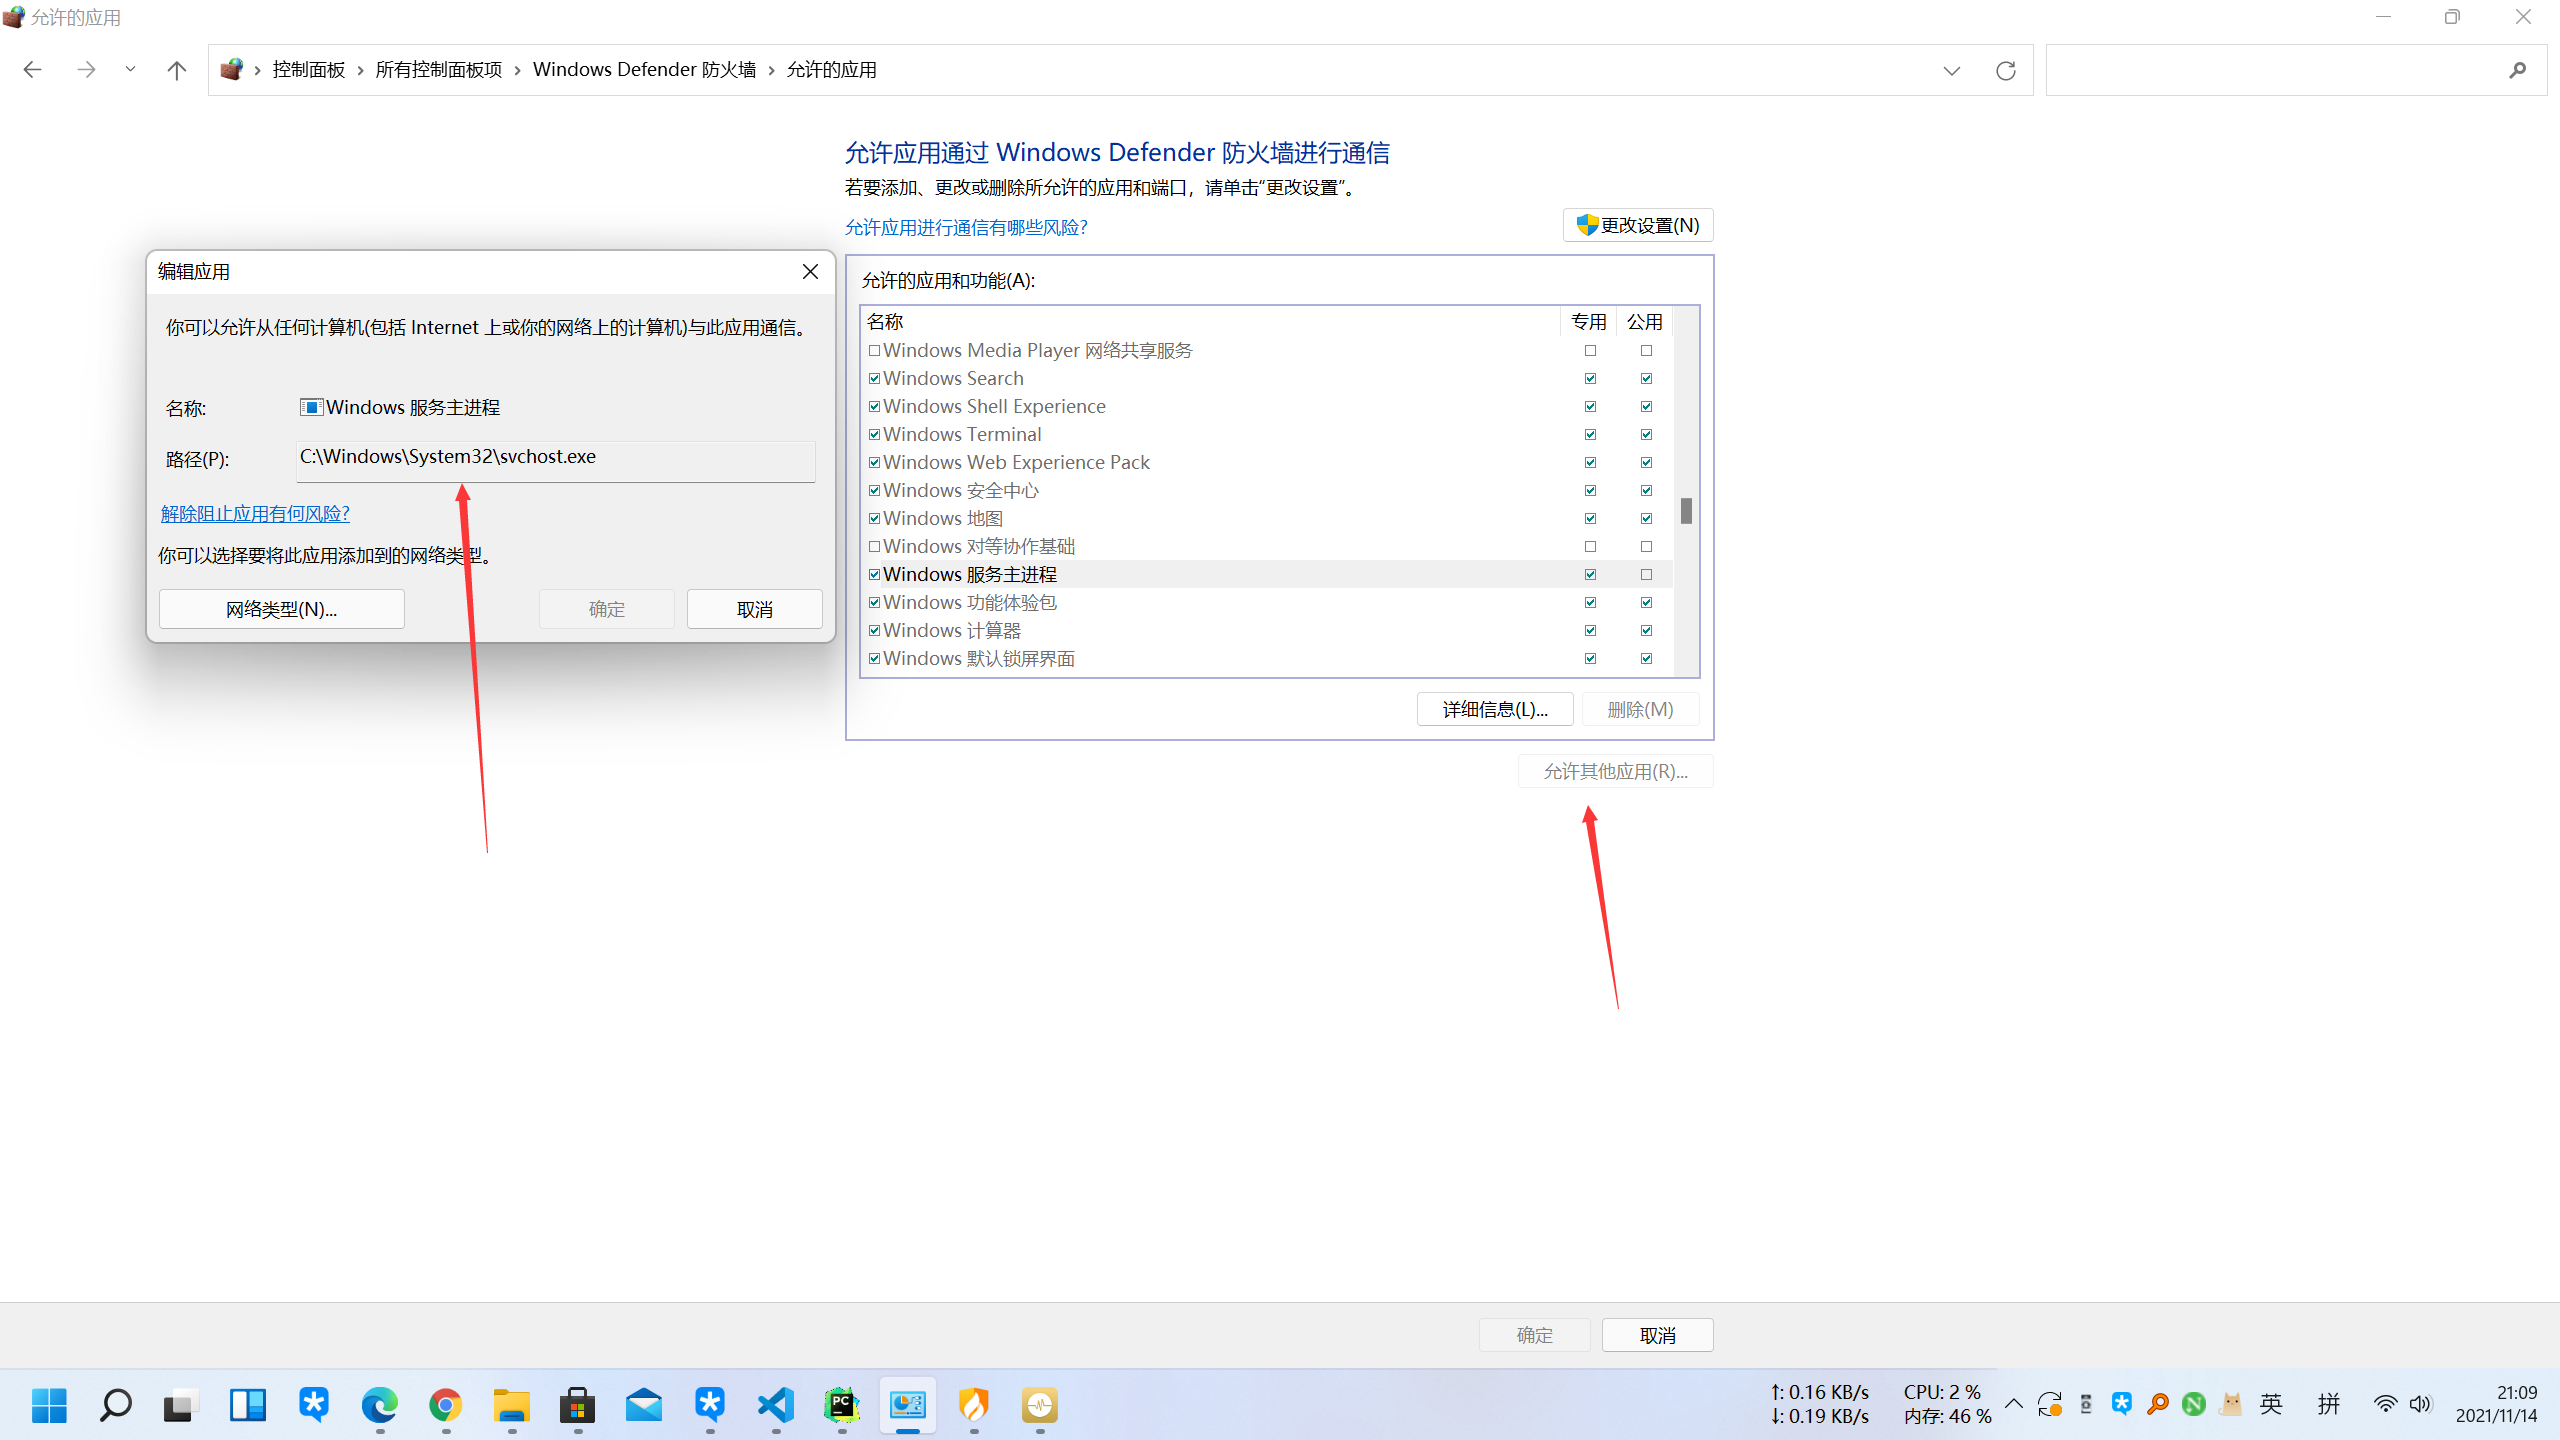 允许的应用
控制面板 › 所有控制面板项 › Windows Defender 防火墙 › 允许的应用
允许应用通过 Windows Defender 防火墙进行通信
若要添加、更改或删除所允许的应用和端口，请单击“更改设置”。
允许应用进行通信有哪些风险?
更改设置(N)
编辑应用
你可以允许从任何计算机(包括 Internet 上或你的网络上的计算机)与此应用通信。
名称:
Windows 服务主进程
路径(P):
C:\Windows\System32\svchost.exe
解除阻止应用有何风险?
你可以选择要将此应用添加到的网络类型。
网络类型(N)...
确定
取消
允许的应用和功能(A):
名称 专用 公用
Windows Media Player 网络共享服务
Windows Search
Windows Shell Experience
Windows Terminal
Windows Web Experience Pack
Windows 安全中心
Windows 地图
Windows 对等协作基础
Windows 服务主进程
Windows 功能体验包
Windows 计算器
Windows 默认锁屏界面
详细信息(L)...
删除(M)
允许其他应用(R)...
确定
取消
PC
↑: 0.16 KB/s CPU: 2 %
↓: 0.19 KB/s 内存: 46 %
N
英
拼
21:09
2021/11/14